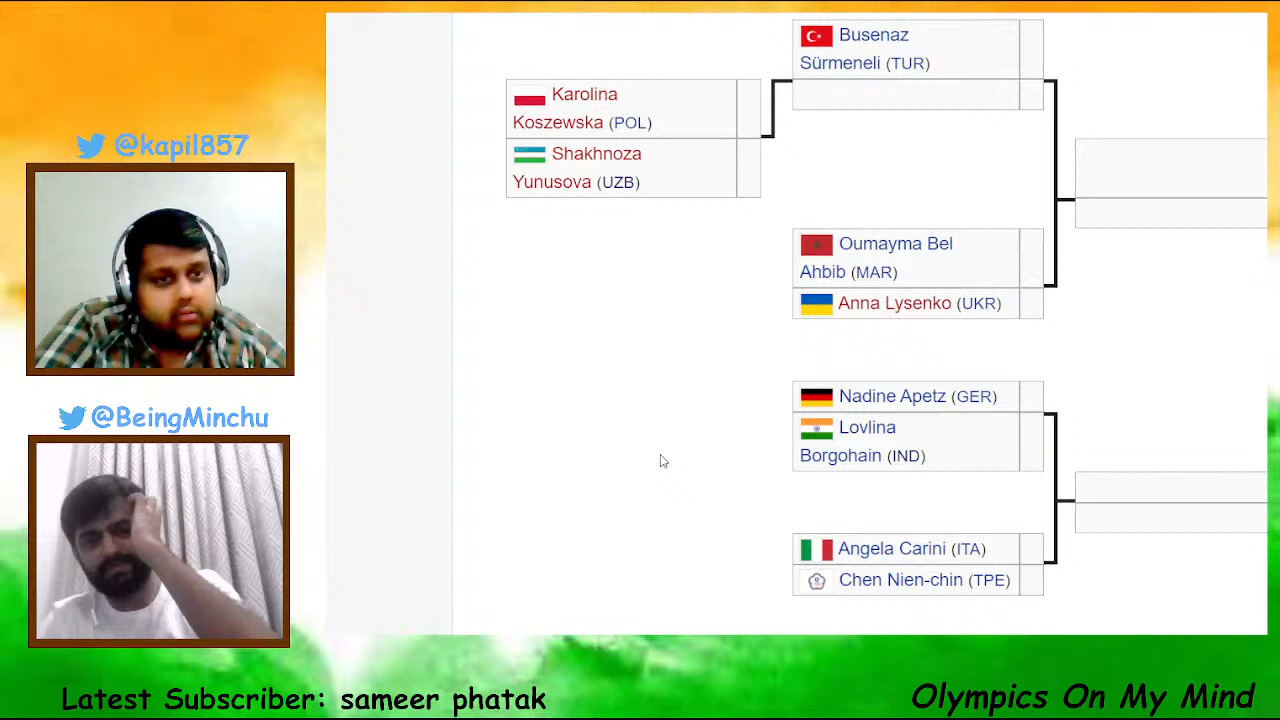 @kapil857
@BeingMinchu
Karolina
Koszewska (POL)
Shakhnoza
Yunusova (UZB)
Busenaz
Sürmeneli (TUR)
Oumayma Bel
Ahbib (MAR)
Anna Lysenko (UKR)
Nadine Apetz (GER)
Lovlina
Borgohain (IND)
Angela Carini (ITA)
Chen Nien-chin (TPE)
Latest Subscriber: sameer phatak
Olympics On My Mind